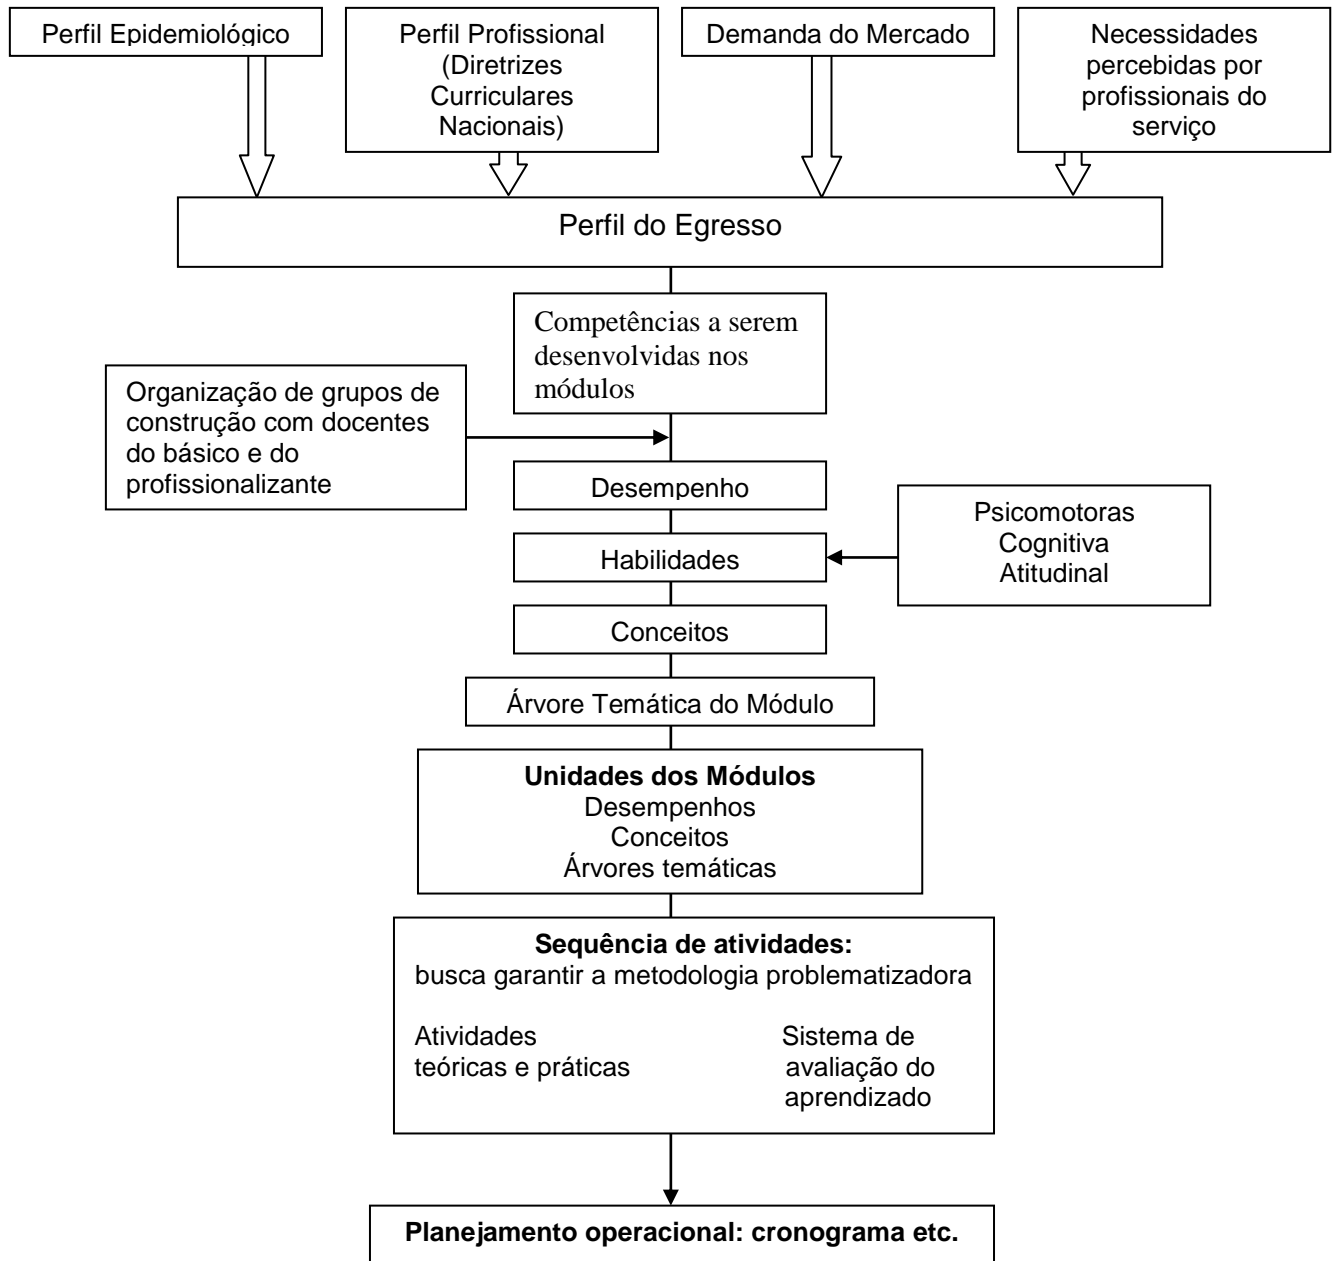 Perfil Epidemiológico
Perfil Profissional
(Diretrizes
Curriculares
Nacionais)
Demanda do Mercado
Necessidades
percebidas por
profissionais do
serviço
Perfil do Egresso
Competências a serem
desenvolvidas nos
módulos
Organização de grupos de
construção com docentes
do básico e do
profissionalizante
Desempenho
Psicomotoras
Cognitiva
Atitudinal
Habilidades
Conceitos
Árvore Temática do Módulo
Unidades dos Módulos
Desempenhos
Conceitos
Árvores temáticas
Sequência de atividades:
busca garantir a metodologia problematizadora
Atividades
teóricas e práticas
Sistema de
avaliação do
aprendizado
Planejamento operacional: cronograma etc.